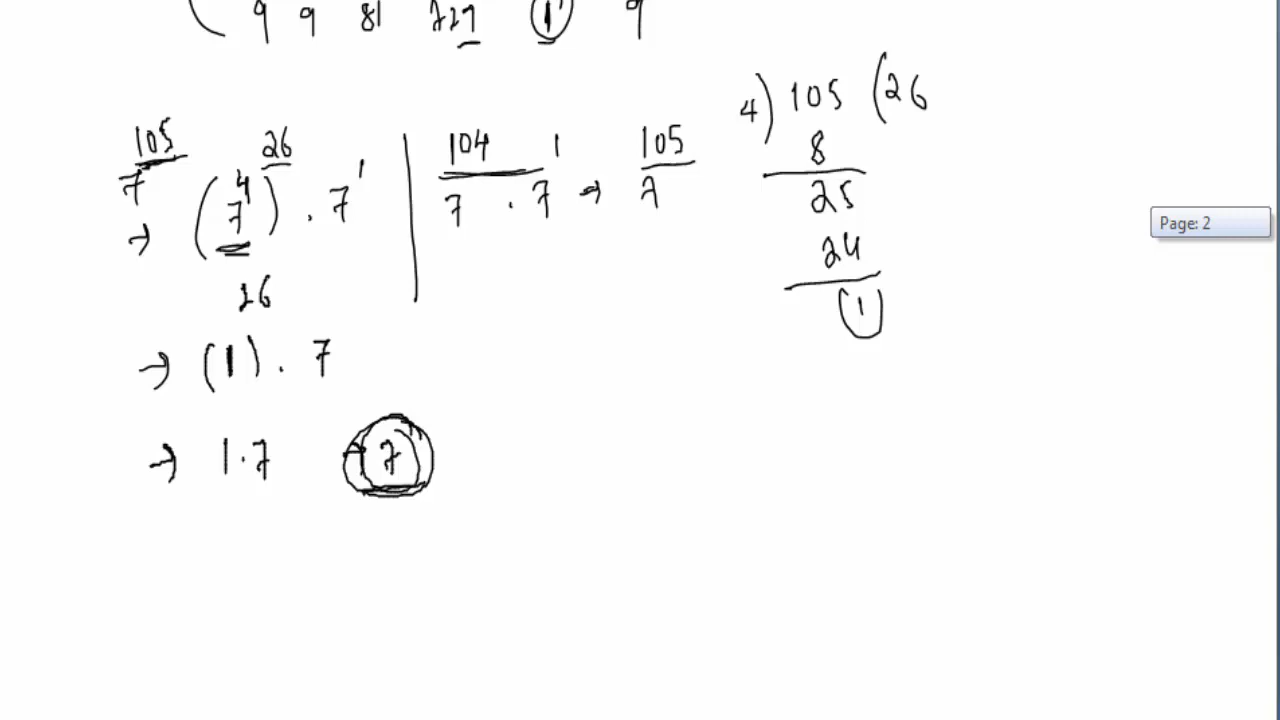 9 9 81 729 1 9
7^105
→ (7^4)^26 . 7^1
26
→ (1) . 7
→ 1.7 → 7
7^104 . 7^1 → 7^105
4) 105 (26
8
25
24
1
Page: 2